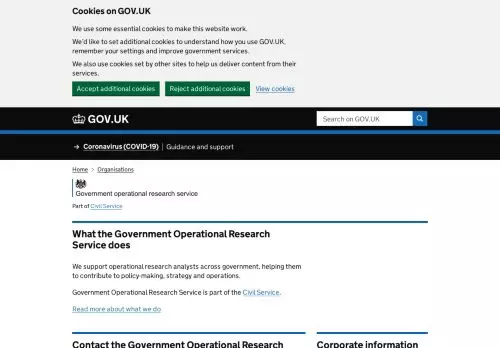 Cookies on GOV.UK
We use some essential cookies to make this website work.
We'd like to set additional cookies to understand how you use GOV.UK,
remember your settings and improve government services.
We also use cookies set by other sites to help us deliver content from their
services.
Accept additional cookies Reject additional cookies View cookies
GOV.UK Search on GOV.UK
→ Coronavirus (COVID-19) Guidance and support
Home > Organisations
Government operational research service
Part of Civil Service
What the Government Operational Research
Service does
We support operational research analysts across government, helping them
to contribute to policy-making, strategy and operations.
Government Operational Research Service is part of the Civil Service.
Read more about what we do
Contact the Government Operational Research Corporate information